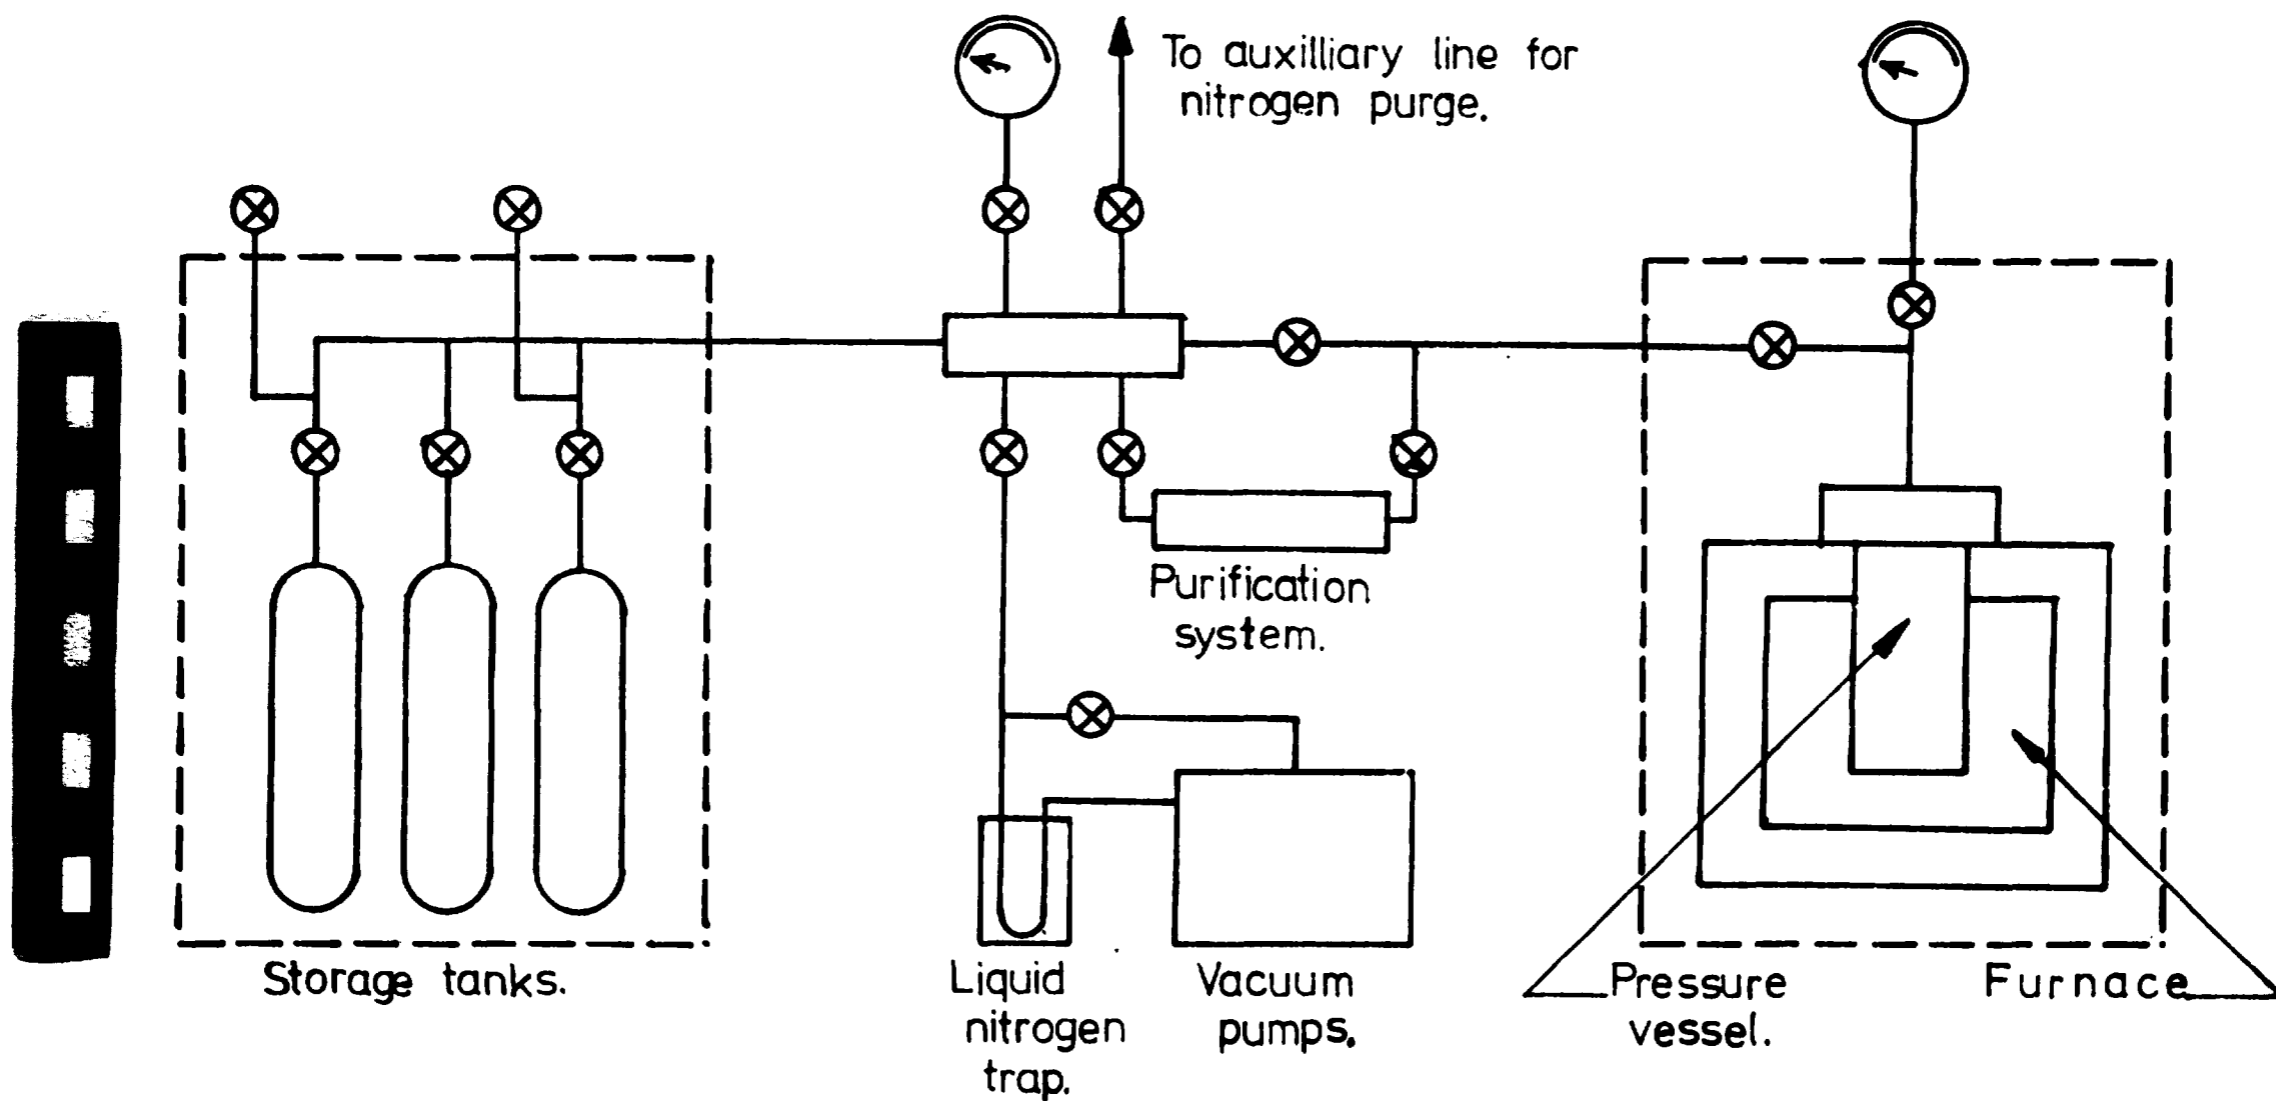 To auxilliary line for
nitrogen purge.
Purification
system.
Storage tanks.
Liquid
nitrogen
trap.
Vacuum
pumps.
Pressure
vessel.
Furnace